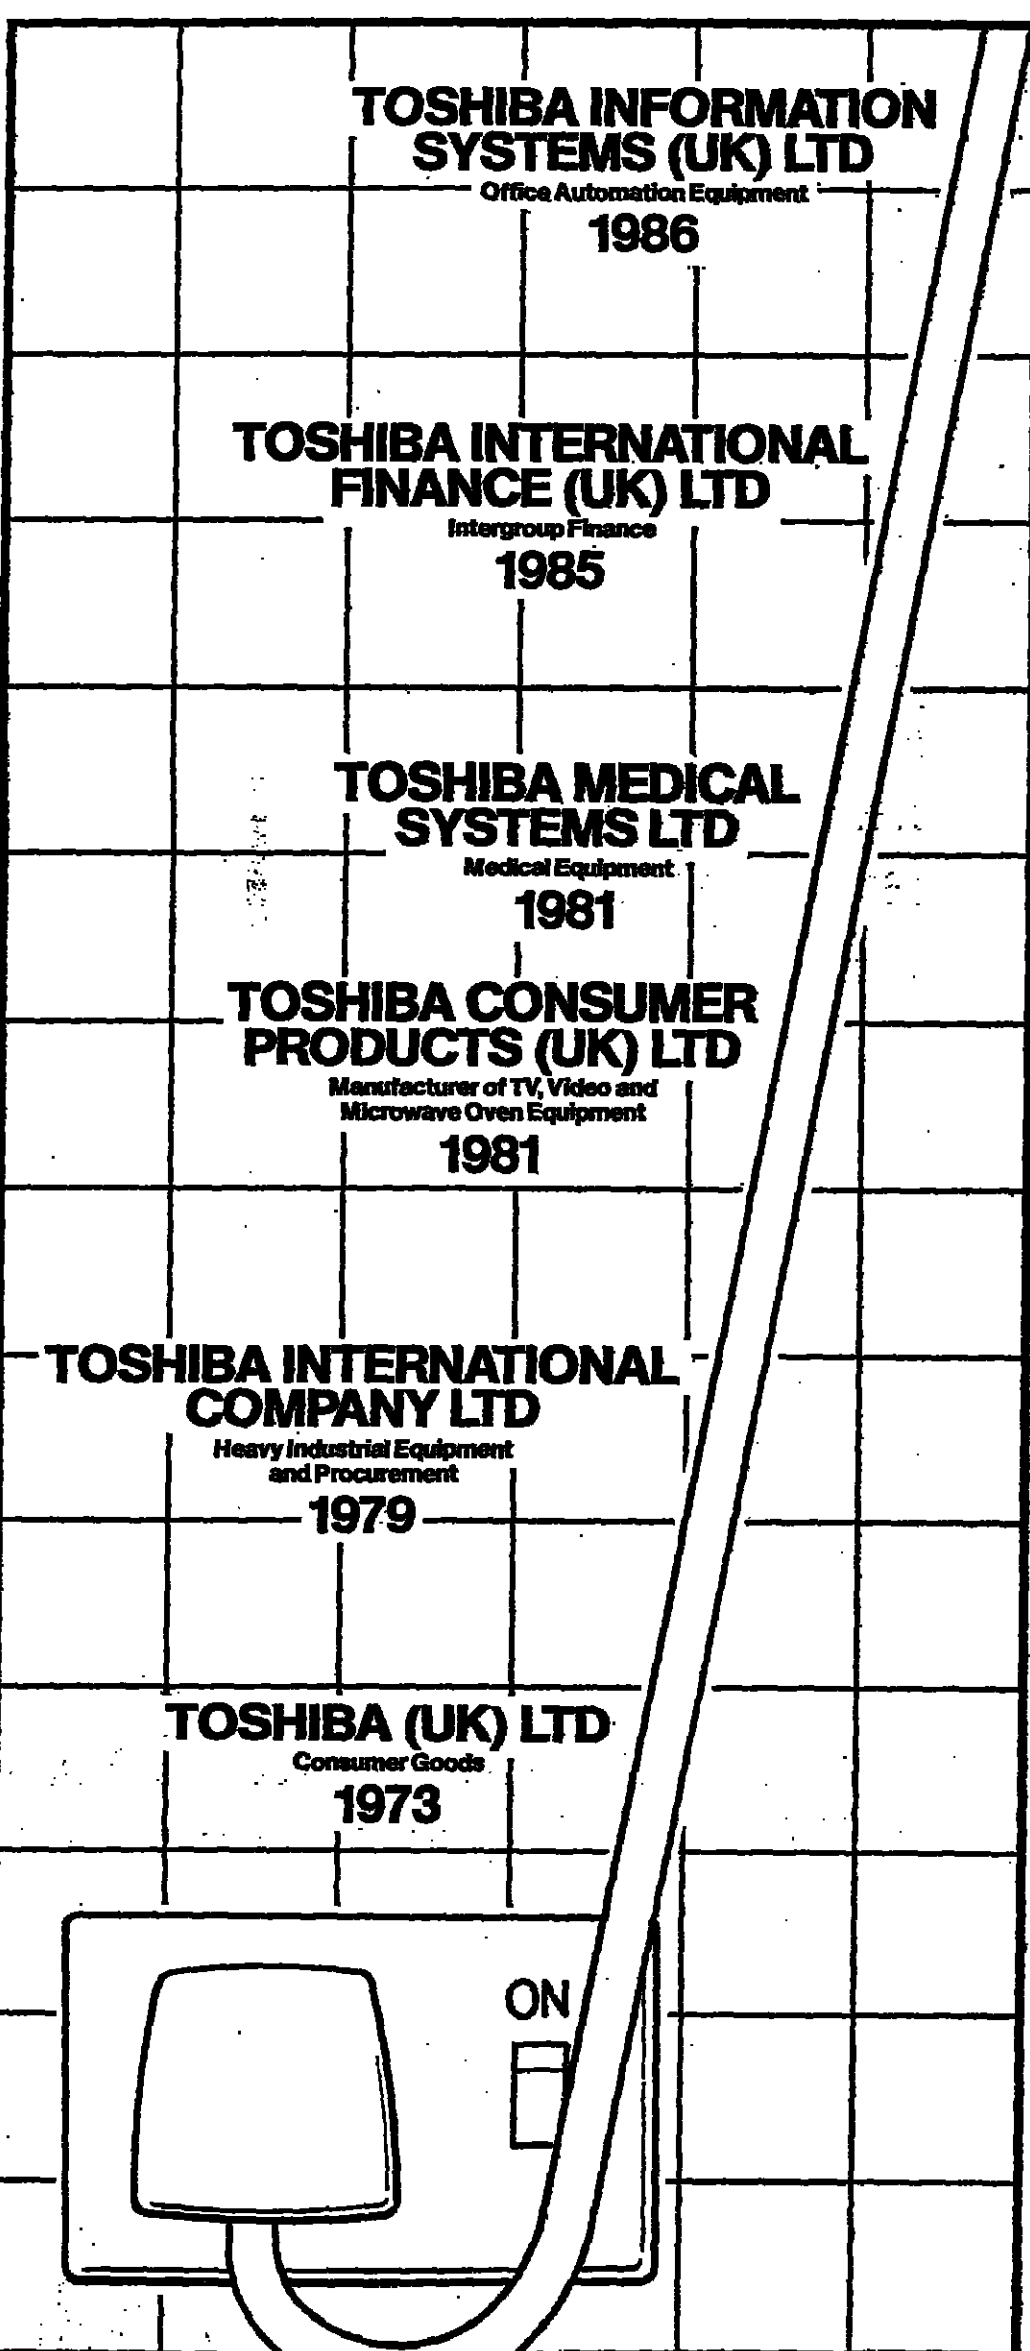 TOSHIBA INFORMATION
SYSTEMS (UK) LTD
Office Automation Equipment
1986
TOSHIBA INTERNATIONAL
FINANCE (UK) LTD
Intergroup Finance
1985
TOSHIBA MEDICAL
SYSTEMS LTD
Medical Equipment
1981
TOSHIBA CONSUMER
PRODUCTS (UK) LTD
Manufacturer of TV, Video and
Microwave Oven Equipment
1981
TOSHIBA INTERNATIONAL
COMPANY LTD
Heavy Industrial Equipment
and Procurement
1979
TOSHIBA (UK) LTD
Consumer Goods
1973
ON